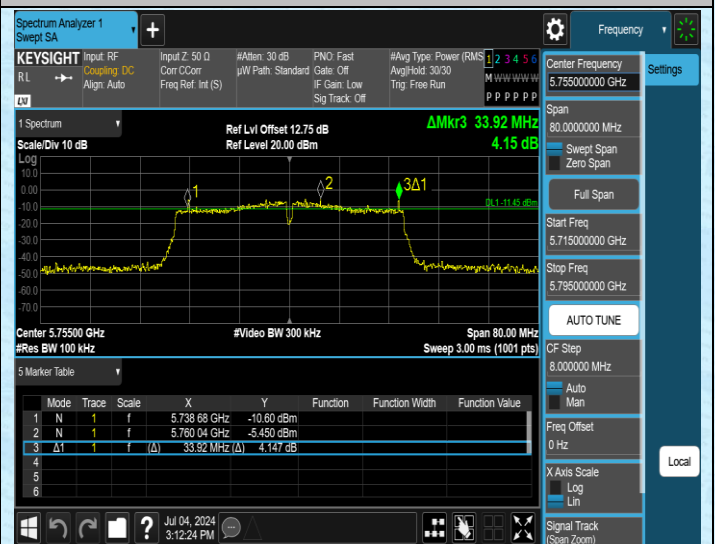 Spectrum Analyzer 1
Swept SA
Frequency
KEYSIGHT
RL
LXI
Input: RF
Coupling: DC
Align: Auto
Input Z: 50 Ω
Corr CCorr
Freq Ref: Int (S)
#Atten: 30 dB
µW Path: Standard
PNO: Fast
Gate: Off
IF Gain: Low
Sig Track: Off
#Avg Type: Power (RMS
Avg|Hold: 30/30
Trig: Free Run
1 2 3 4 5 6
M W W W W W
P P P P P P
Center Frequency
5.755000000 GHz
Settings
Span
80.0000000 MHz
Swept Span
Zero Span
Full Span
Start Freq
5.715000000 GHz
Stop Freq
5.795000000 GHz
AUTO TUNE
CF Step
8.000000 MHz
Auto
Man
Freq Offset
0 Hz
X Axis Scale
Log
Lin
Local
Signal Track
(Span Zoom)
1 Spectrum
Scale/Div 10 dB
Ref Lvl Offset 12.75 dB
Ref Level 20.00 dBm
ΔMkr3 33.92 MHz
4.15 dB
Log
10.0
0.00
-10.0
-20.0
-30.0
-40.0
-50.0
-60.0
-70.0
1
2
3Δ1
DL1 -11.45 dBm
Center 5.75500 GHz
#Res BW 100 kHz
#Video BW 300 kHz
Span 80.00 MHz
Sweep 3.00 ms (1001 pts)
5 Marker Table
Mode Trace Scale X Y Function Function Width Function Value
1 N 1 f 5.738 68 GHz -10.60 dBm
2 N 1 f 5.760 04 GHz -5.450 dBm
3 Δ1 1 f (Δ) 33.92 MHz (Δ) 4.147 dB
4
5
6
Jul 04, 2024
3:12:24 PM